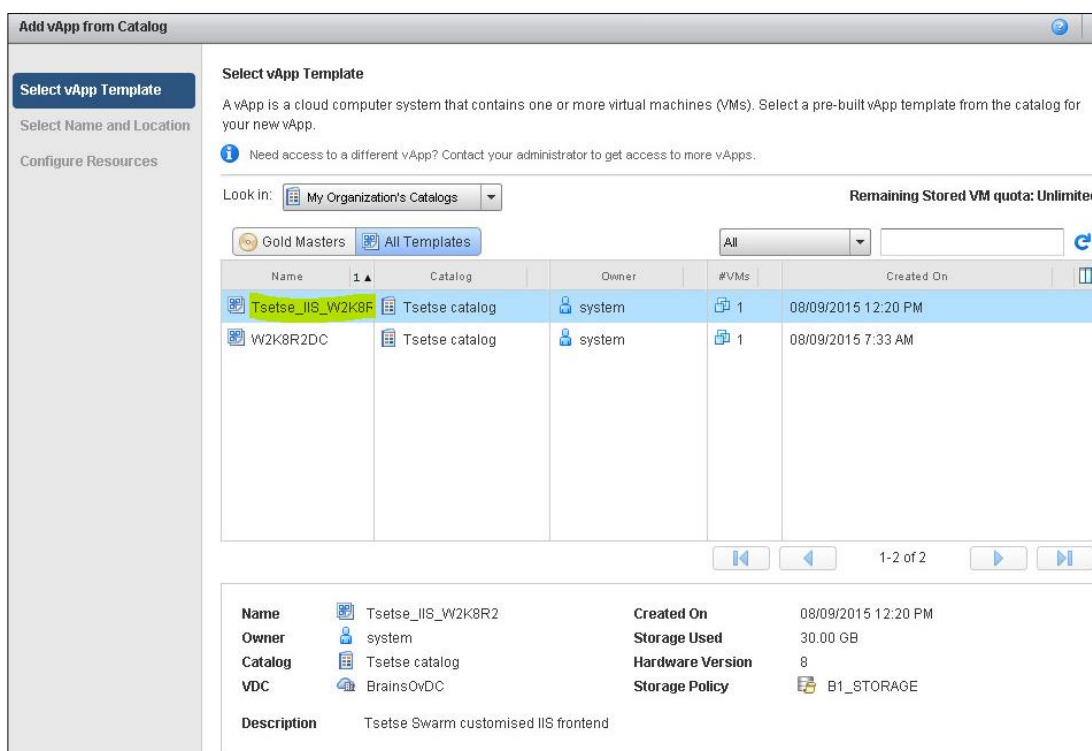 Add vApp from Catalog
Select vApp Template
Select Name and Location
Configure Resources
Select vApp Template
A vApp is a cloud computer system that contains one or more virtual machines (VMs). Select a pre-built vApp template from the catalog for
your new vApp.
Need access to a different vApp? Contact your administrator to get access to more vApps.
Look in: My Organization's Catalogs Remaining Stored VM quota: Unlimited
Gold Masters All Templates All
Name 1 ▲ Catalog Owner #VMs Created On
Tsetse_IIS_W2K8R Tsetse catalog system 1 08/09/2015 12:20 PM
W2K8R2DC Tsetse catalog system 1 08/09/2015 7:33 AM
1-2 of 2
Name Tsetse_IIS_W2K8R2 Created On 08/09/2015 12:20 PM
Owner system Storage Used 30.00 GB
Catalog Tsetse catalog Hardware Version 8
VDC BrainsOvDC Storage Policy B1_STORAGE
Description Tsetse Swarm customised IIS frontend